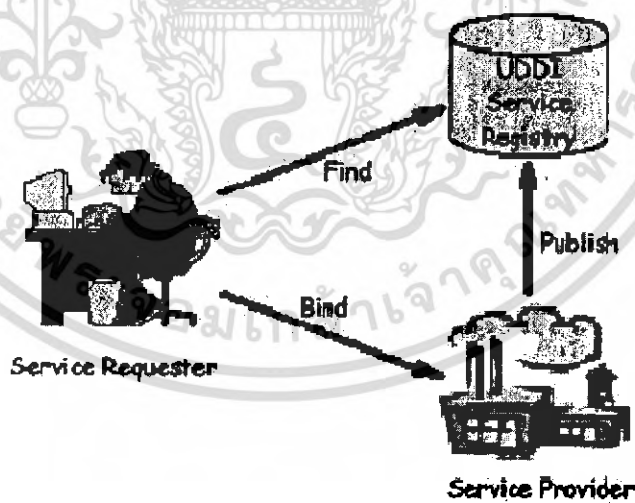 UDDI
Service
Registry
Find
Publish
Bind
Service Requester
Service Provider